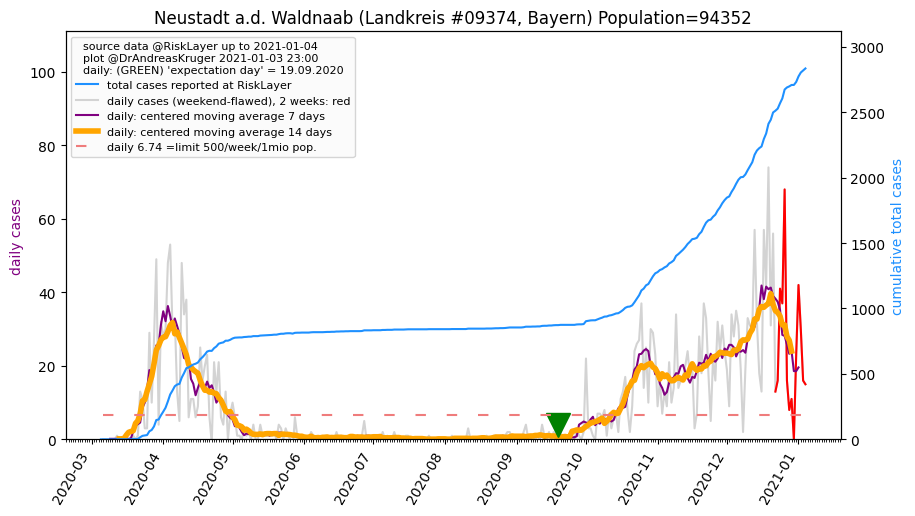 Neustadt a.d. Waldnaab (Landkreis #09374, Bayern) Population=94352
source data @RiskLayer up to 2021-01-04
plot @DrAndreasKruger 2021-01-03 23:00
daily: (GREEN) 'expectation day' = 19.09.2020
total cases reported at RiskLayer
daily cases (weekend-flawed), 2 weeks: red
daily: centered moving average 7 days
daily: centered moving average 14 days
daily 6.74 =limit 500/week/1mio pop.
daily cases
100
80
60
40
20
0
3000
2500
2000
1500
1000
500
0
cumulative total cases
2020-03
2020-04
2020-05
2020-06
2020-07
2020-08
2020-09
2020-10
2020-11
2020-12
2021-01